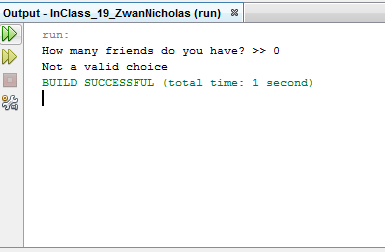 Output - InClass_19_ZwanNicholas (run)
run:
How many friends do you have? >> 0
Not a valid choice
BUILD SUCCESSFUL (total time: 1 second)